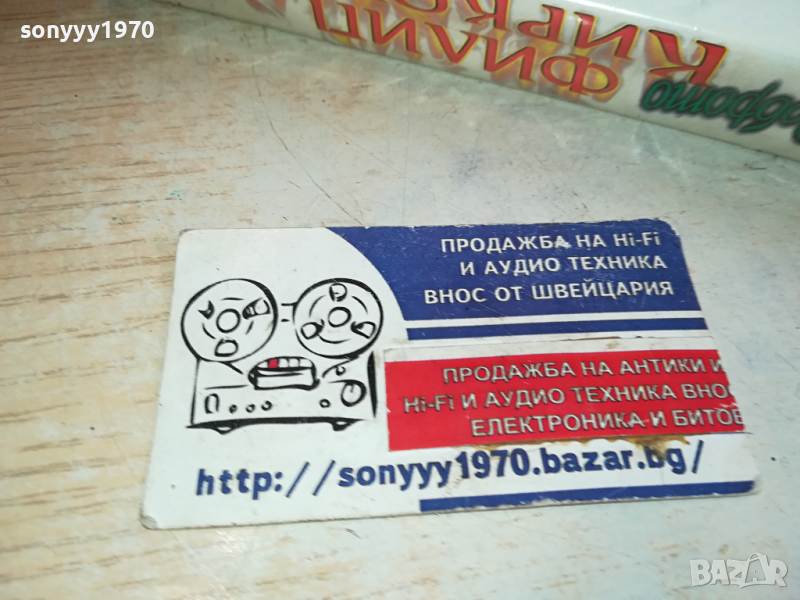 sonyyy1970
ФИЛИП
ПРОДАЖБА НА Hi-Fi
И АУДИО ТЕХНИКА
ВНОС ОТ ШВЕЙЦАРИЯ
ПРОДАЖБА НА АНТИКИ И
Hi-Fi И АУДИО ТЕХНИКА ВНО
ЕЛЕКТРОНИКА И БИТОВ
http://sonyyy1970.bazar.bg/
BAZAR